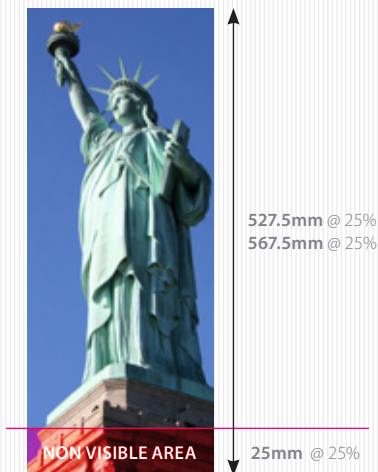 527.5mm @ 25%
567.5mm @ 25%
NON VISIBLE AREA
25mm @ 25%